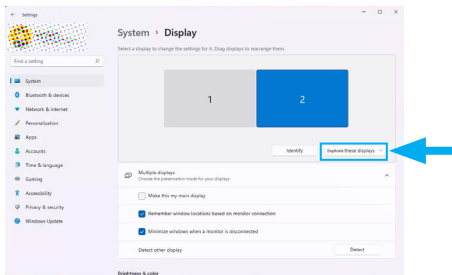 Settings
System > Display
Select a display to change the settings for it. Drag displays to rearrange them.
Find a setting
System
Bluetooth & devices
Network & internet
Personalization
Apps
Accounts
Time & language
Gaming
Accessibility
Privacy & security
Windows Update
1
2
Identify
Duplicate these displays
Multiple displays
Choose the presentation mode for your displays
Make this my main display
Remember window locations based on monitor connection
Minimize windows when a monitor is disconnected
Detect other display
Detect
Brightness & color